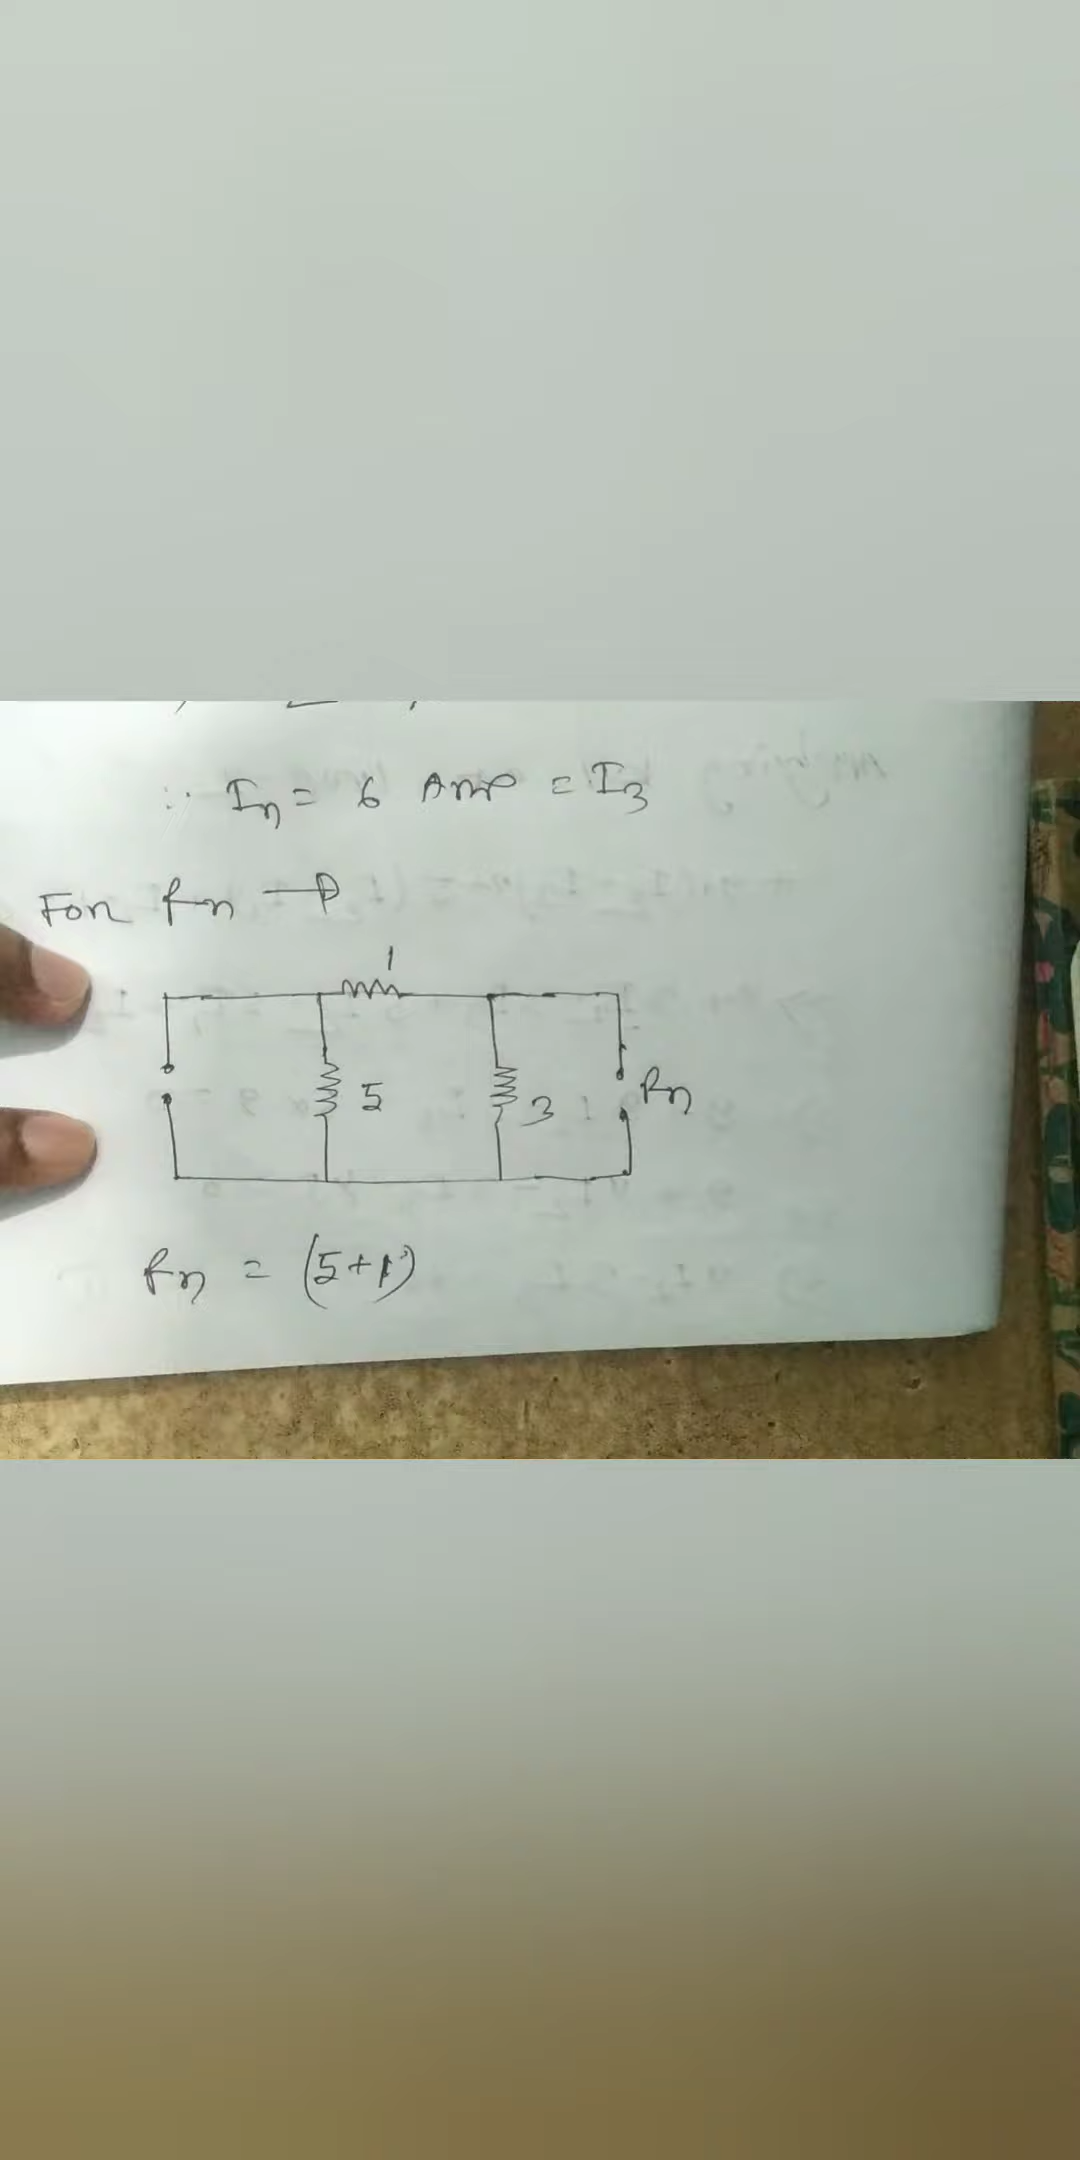 ∴ In = 6 Amp = I3
For Rn →
1
5
3
Rn
Rn = (5+1)